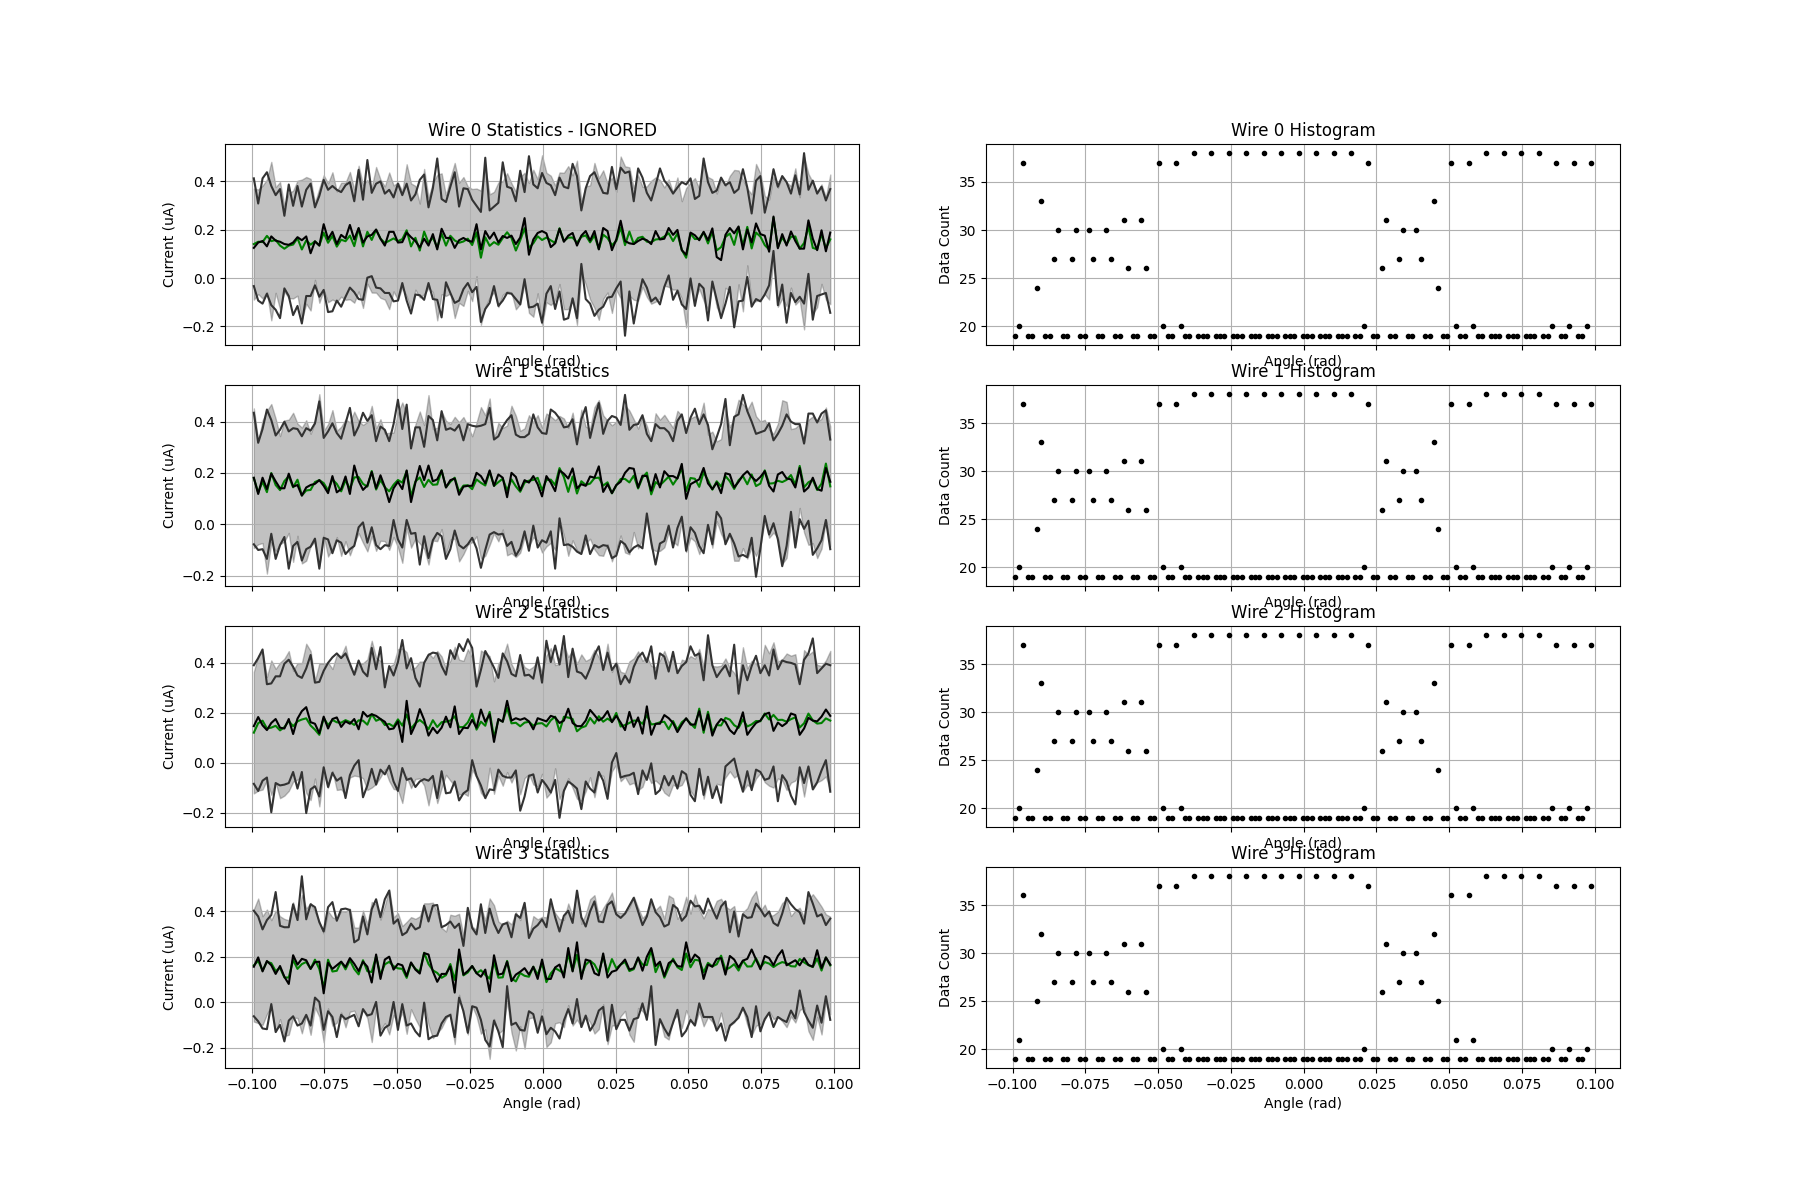 Wire 0 Statistics - IGNORED
Current (uA)
0.4
0.2
0.0
−0.2
Angle (rad)
Wire 0 Histogram
Data Count
35
30
25
20
Angle (rad)
Wire 1 Statistics
Current (uA)
0.4
0.2
0.0
−0.2
Angle (rad)
Wire 1 Histogram
Data Count
35
30
25
20
Angle (rad)
Wire 2 Statistics
Current (uA)
0.4
0.2
0.0
−0.2
Angle (rad)
Wire 2 Histogram
Data Count
35
30
25
20
Angle (rad)
Wire 3 Statistics
Current (uA)
0.4
0.2
0.0
−0.2
−0.100 −0.075 −0.050 −0.025 0.000 0.025 0.050 0.075 0.100
Angle (rad)
Wire 3 Histogram
Data Count
35
30
25
20
−0.100 −0.075 −0.050 −0.025 0.000 0.025 0.050 0.075 0.100
Angle (rad)